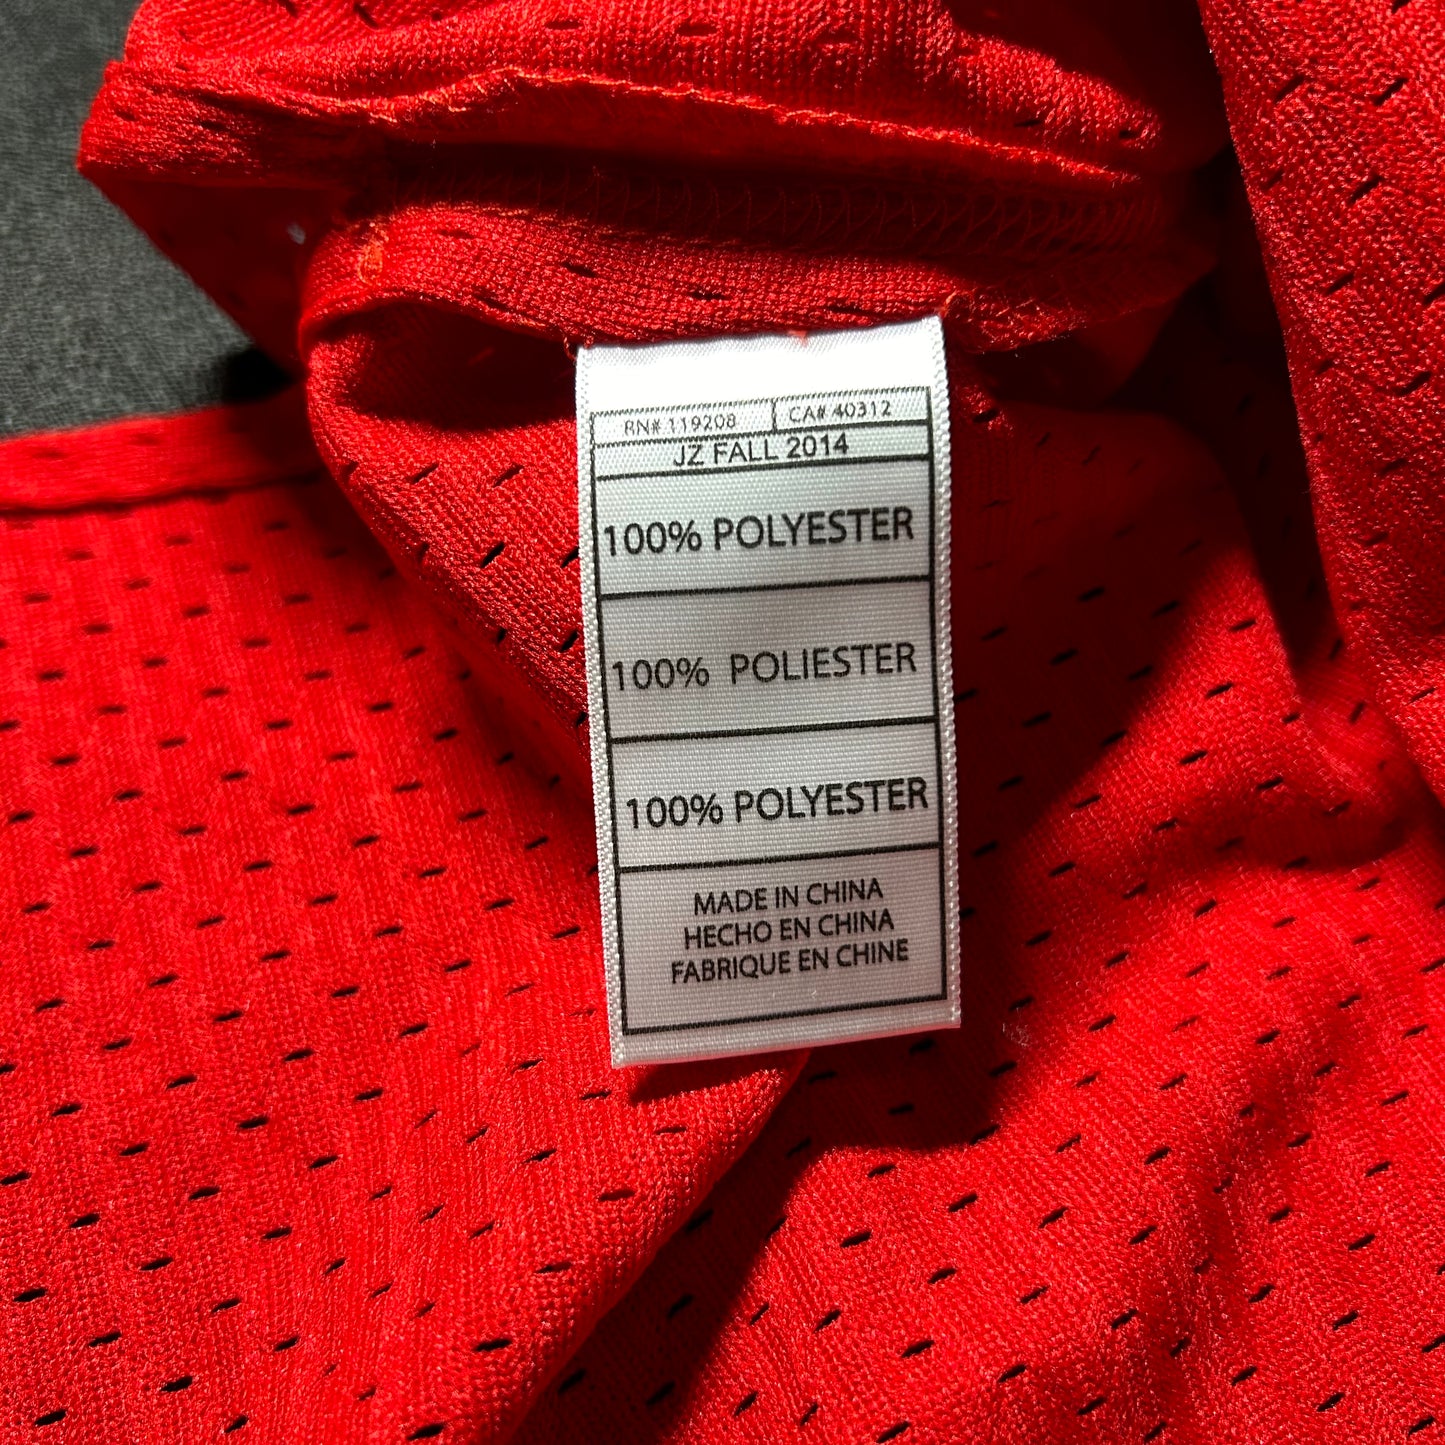 RN# 119208 CA# 40312
JZ FALL 2014
100% POLYESTER
100% POLIESTER
100% POLYESTER
MADE IN CHINA
HECHO EN CHINA
FABRIQUE EN CHINE